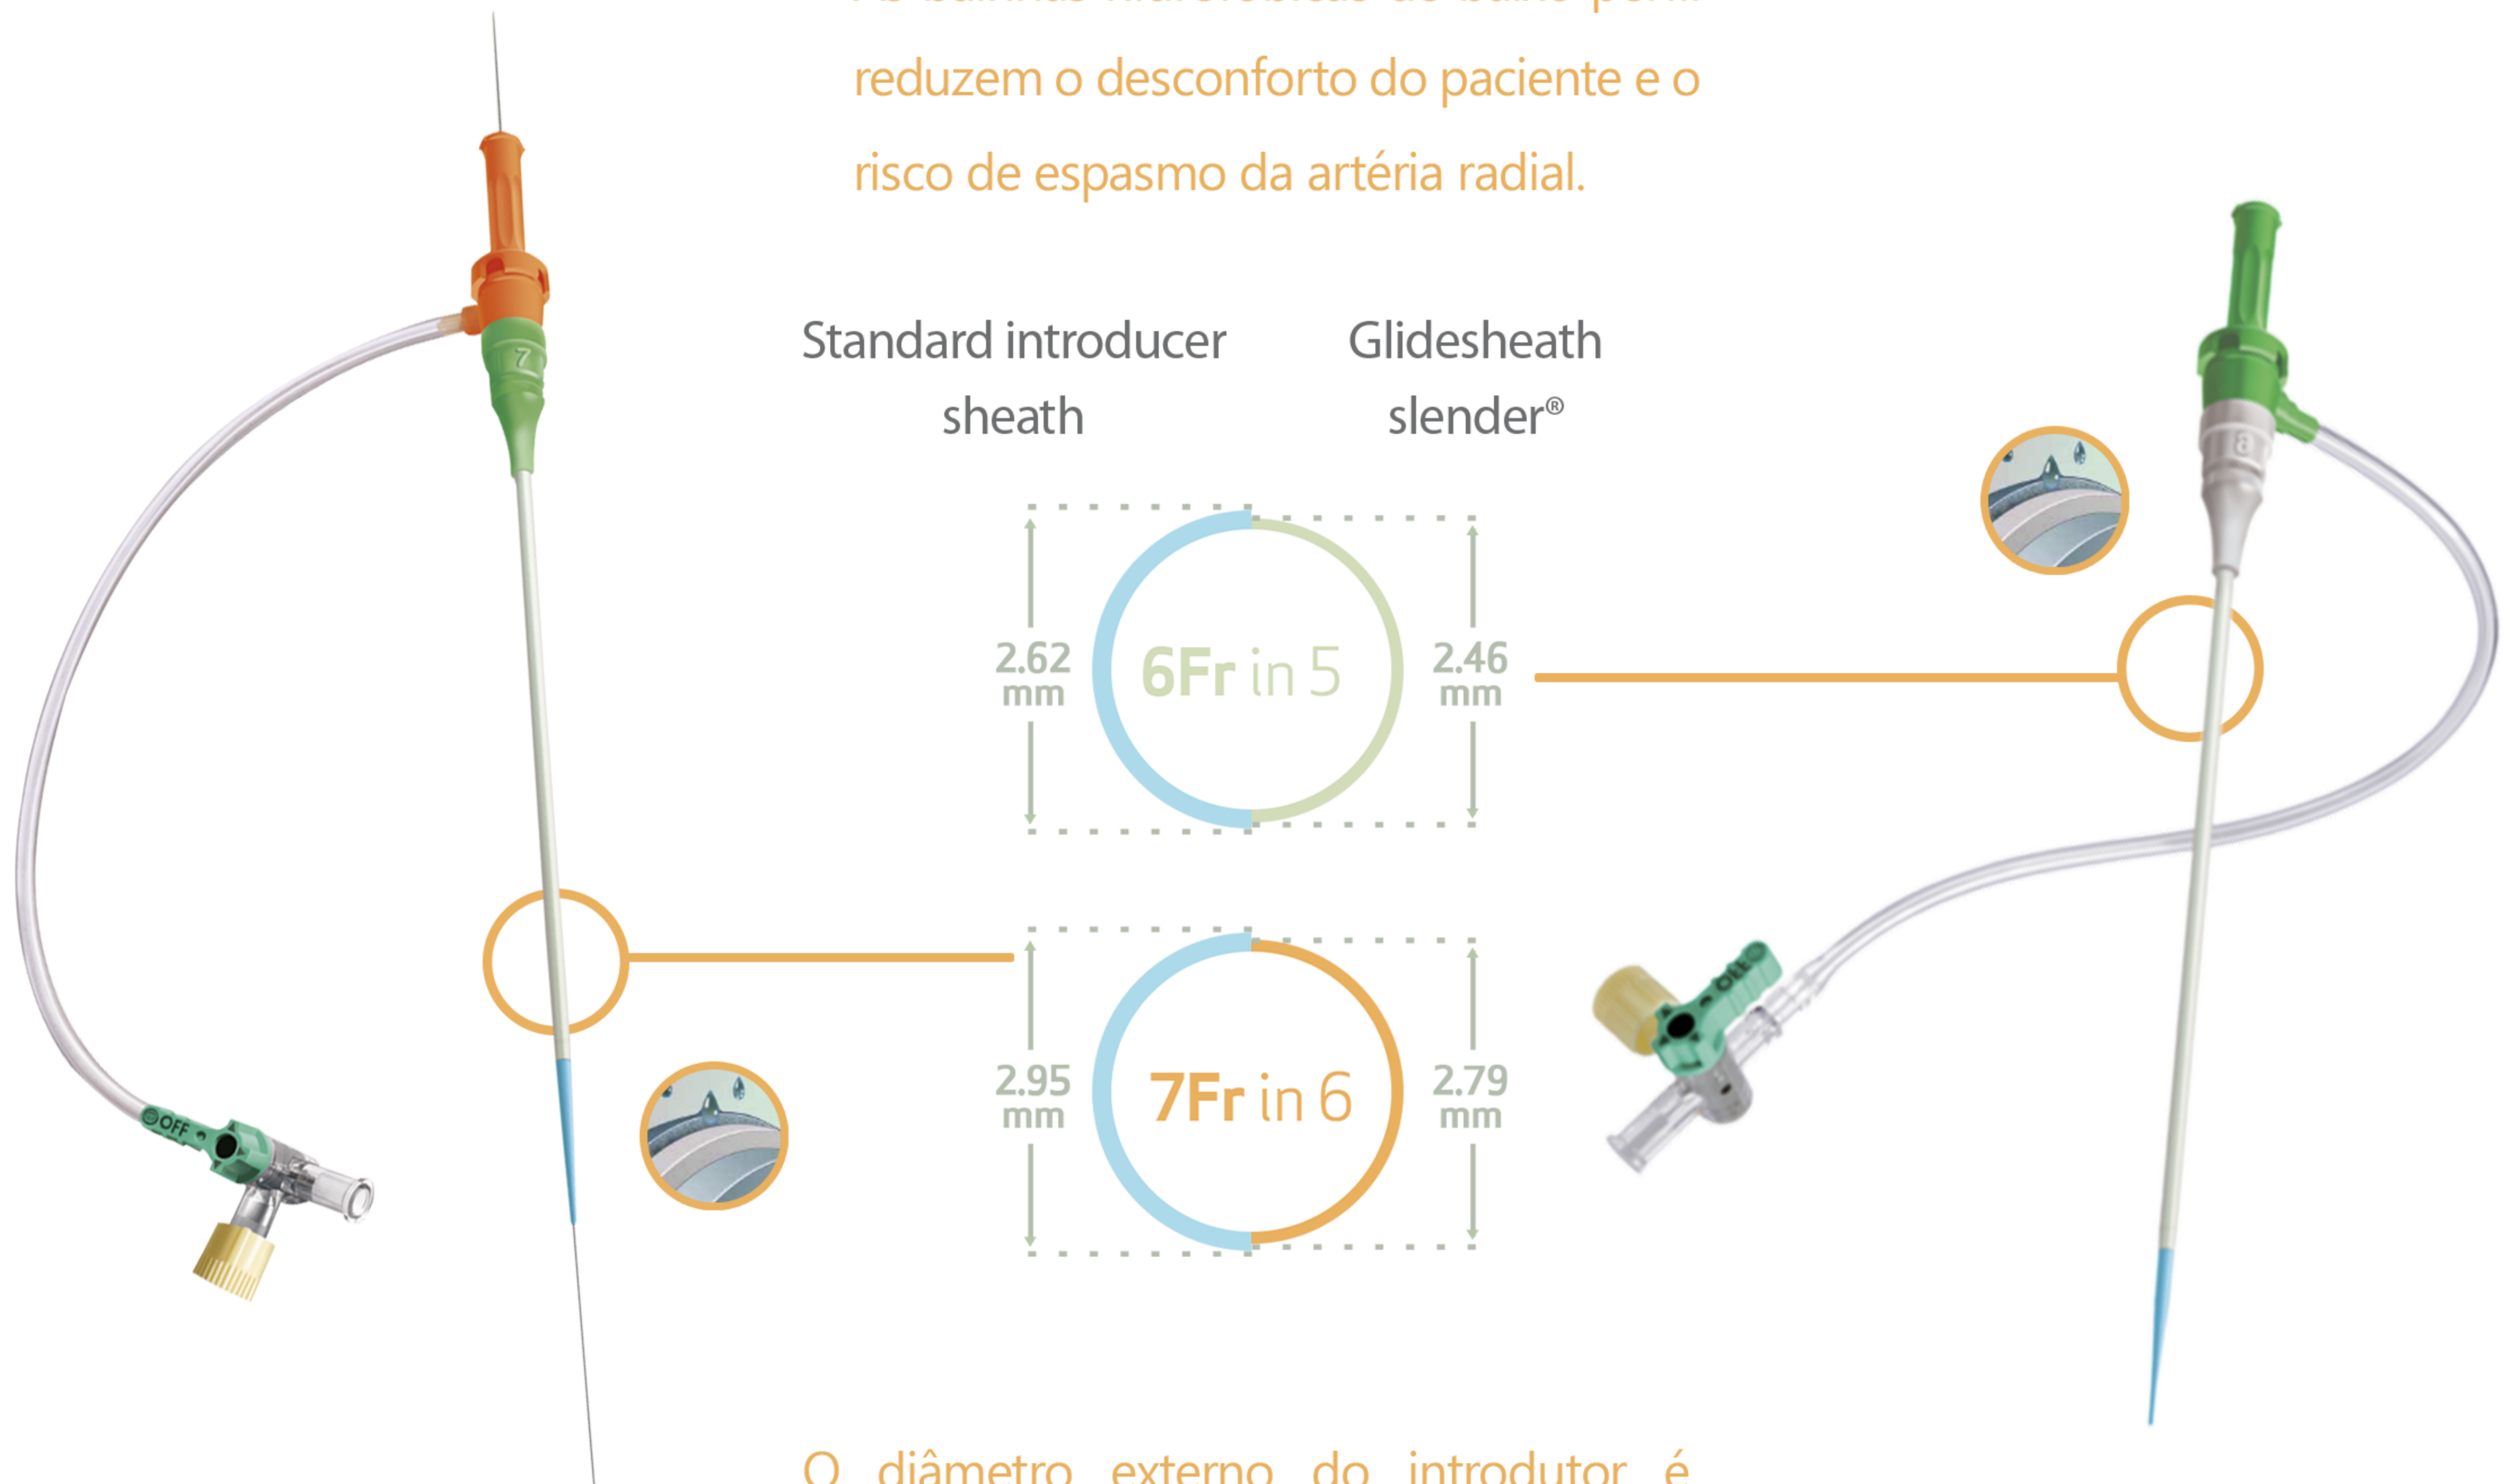 reduzem o desconforto do paciente e o
risco de espasmo da artéria radial.
Standard introducer
sheath
Glidesheath
slender®
7
2.62
mm
6Fr in 5
2.46
mm
2.95
mm
7Fr in 6
2.79
mm
OFF
OFF
O diâmetro externo do introdutor é